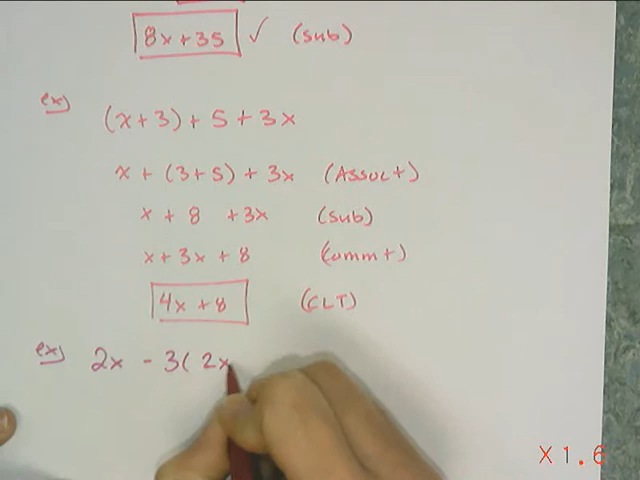 8x+35 ✓ (sub)
ex)
(x+3) + 5 + 3x
x + (3+5) + 3x (Assoc +)
x + 8 + 3x (sub)
x + 3x + 8 (comm +)
4x + 8 (CLT)
ex) 2x - 3( 2x
X1.6